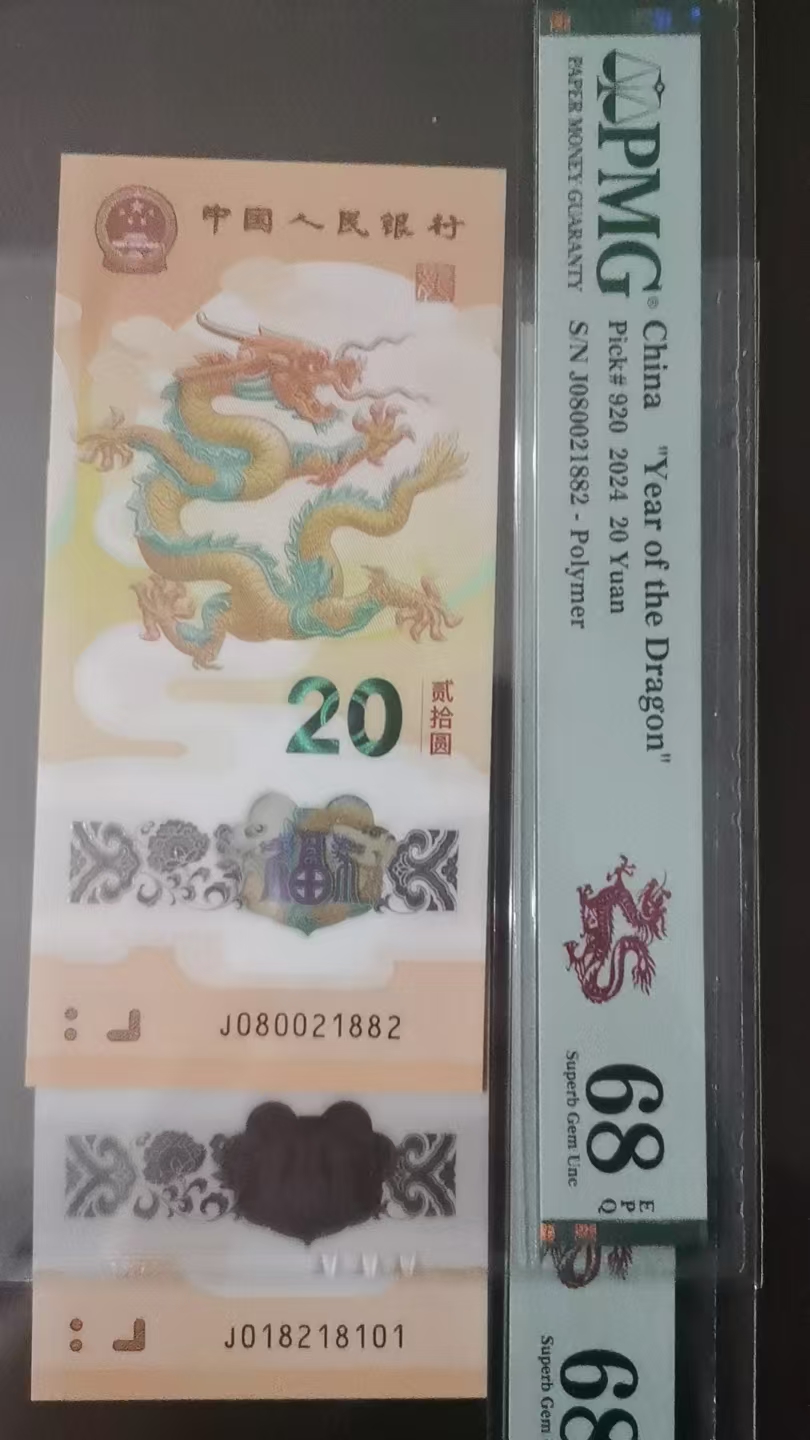 中国人民银行
20
贰拾圆
福
J080021882
J018218101
PMG®
PAPER MONEY GUARANTY
China "Year of the Dragon"
Pick# 920 2024 20 Yuan
S/N J080021882 - Polymer
68
EPQ
Superb Gem Unc
68
Superb Gem